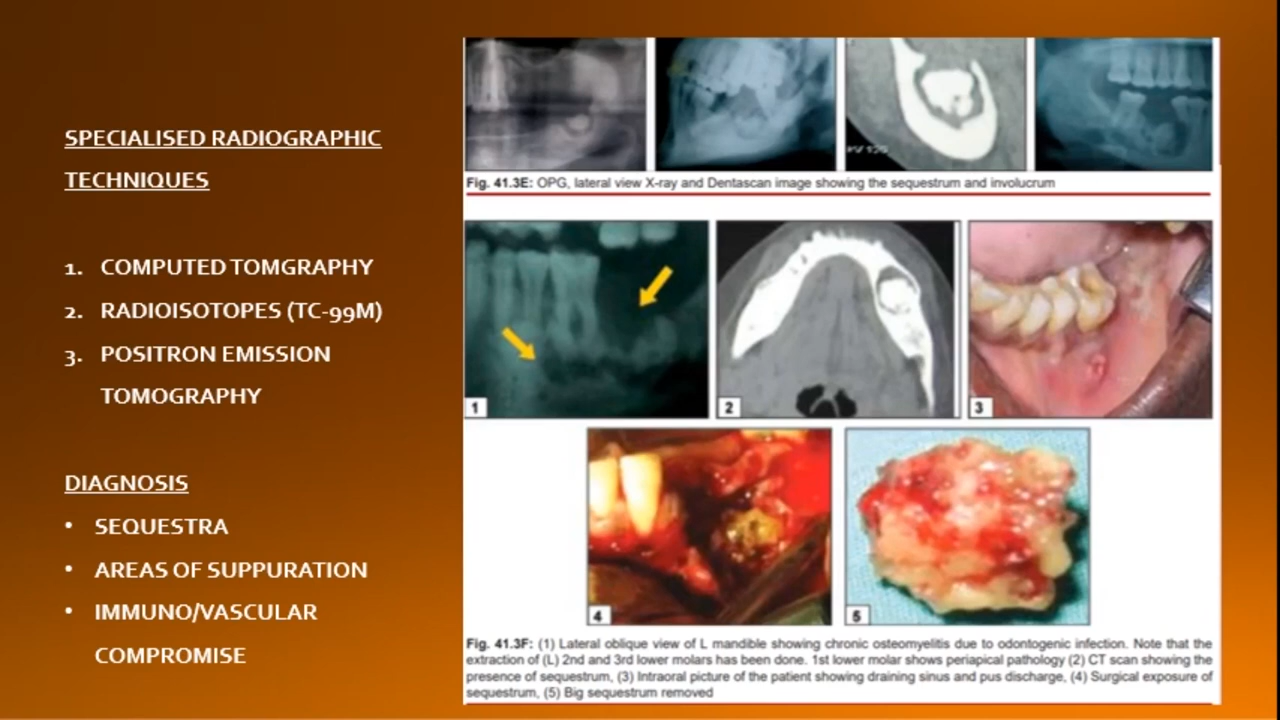 SPECIALISED RADIOGRAPHIC
TECHNIQUES
1. COMPUTED TOMGRAPHY
2. RADIOISOTOPES (TC-99M)
3. POSITRON EMISSION
TOMOGRAPHY
DIAGNOSIS
• SEQUESTRA
• AREAS OF SUPPURATION
• IMMUNO/VASCULAR
COMPROMISE
Fig. 41.3E: OPG, lateral view X-ray and Dentascan image showing the sequestrum and involucrum
1
2
3
4
5
Fig. 41.3F: (1) Lateral oblique view of L mandible showing chronic osteomyelitis due to odontogenic infection. Note that the
extraction of (L) 2nd and 3rd lower molars has been done. 1st lower molar shows periapical pathology (2) CT scan showing the
presence of sequestrum, (3) Intraoral picture of the patient showing draining sinus and pus discharge, (4) Surgical exposure of
sequestrum, (5) Big sequestrum removed